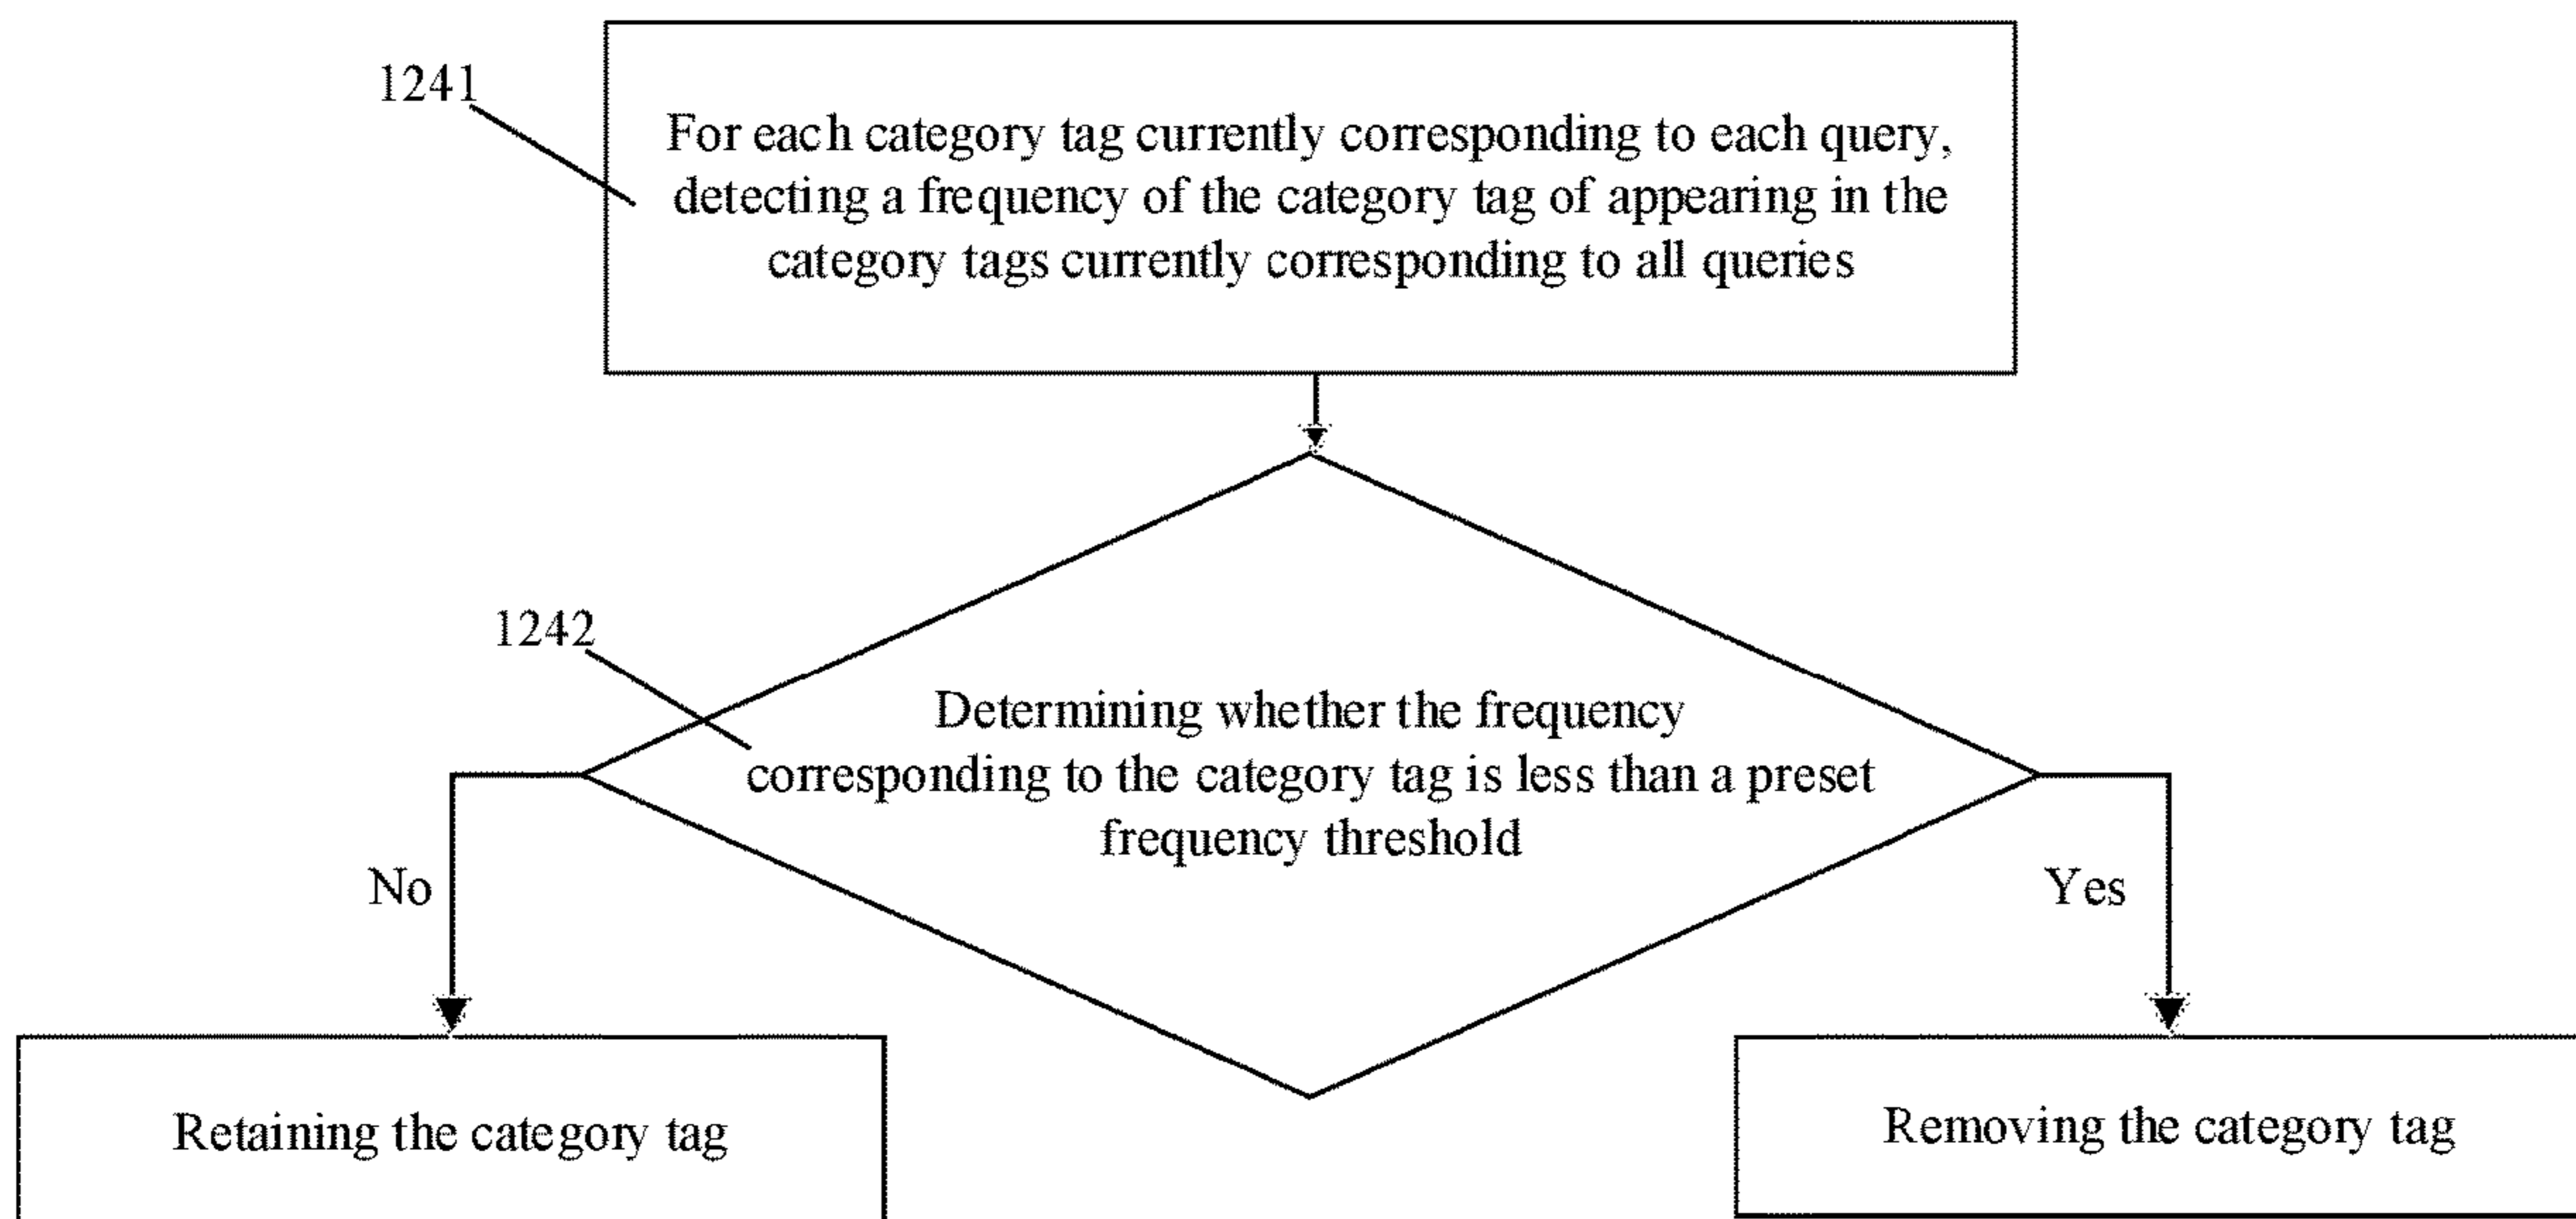 1241
For each category tag currently corresponding to each query,
detecting a frequency of the category tag of appearing in the
category tags currently corresponding to all queries
1242
Determining whether the frequency
corresponding to the category tag is less than a preset
frequency threshold
No
Yes
Retaining the category tag
Removing the category tag